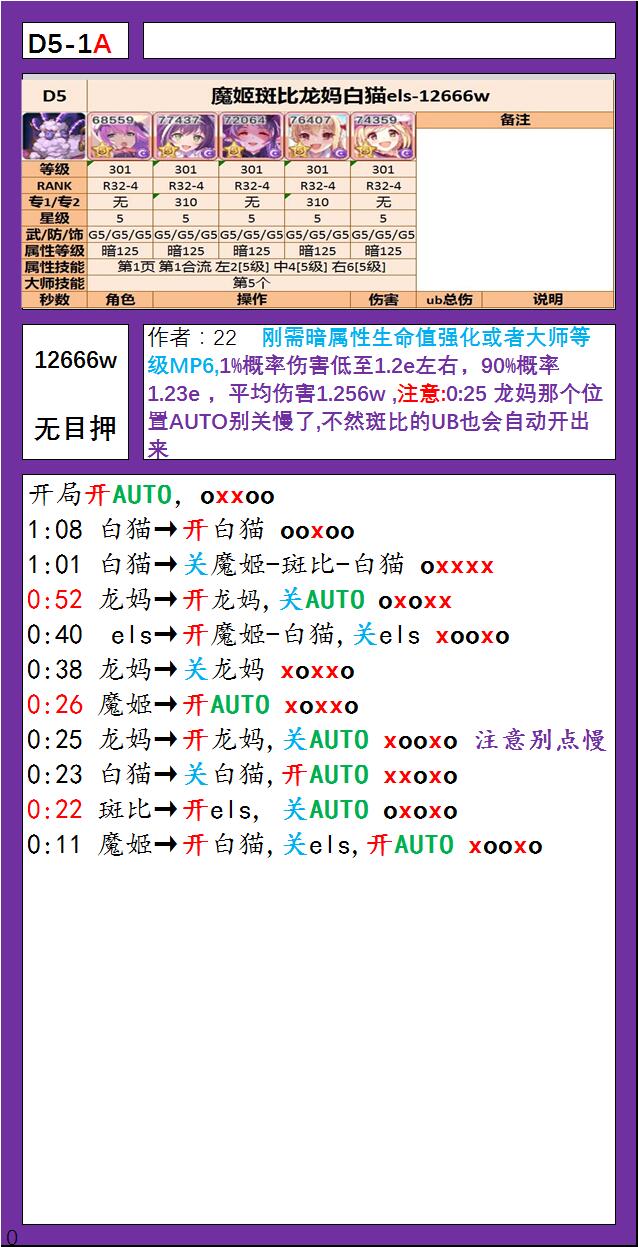 D5-1A
D5 魔姬斑比龙妈白猫els-12666w
68559 77437 72064 76407 74359 备注
等级 301 301 301 301 301
RANK R32-4 R32-4 R32-4 R32-4 R32-4
专1/专2 无 310 无 310 无
星级 5 5 5 5 5
武/防/饰 G5/G5/G5 G5/G5/G5 G5/G5/G5 G5/G5/G5 G5/G5/G5
属性等级 暗125 暗125 暗125 暗125 暗125
属性技能 第1页 第1合流 左2[5级] 中4[5级] 右6[5级]
大师技能 第5个
秒数 角色 操作 伤害 ub总伤 说明
12666w
无目押
作者：22 刚需暗属性生命值强化或者大师等
级MP6,1%概率伤害低至1.2e左右，90%概率
1.23e ，平均伤害1.256w ,注意:0:25 龙妈那个位
置AUTO别关慢了,不然斑比的UB也会自动开出
来
开局开AUTO, oxxoo
1:08 白猫→开白猫 ooxoo
1:01 白猫→关魔姬-斑比-白猫 oxxxx
0:52 龙妈→开龙妈,关AUTO oxoxx
0:40 els→开魔姬-白猫,关els xooxo
0:38 龙妈→关龙妈 xoxxo
0:26 魔姬→开AUTO xoxxo
0:25 龙妈→开龙妈,关AUTO xooxo 注意别点慢
0:23 白猫→关白猫,开AUTO xxoxo
0:22 斑比→开els, 关AUTO oxoxo
0:11 魔姬→开白猫,关els,开AUTO xooxo
0